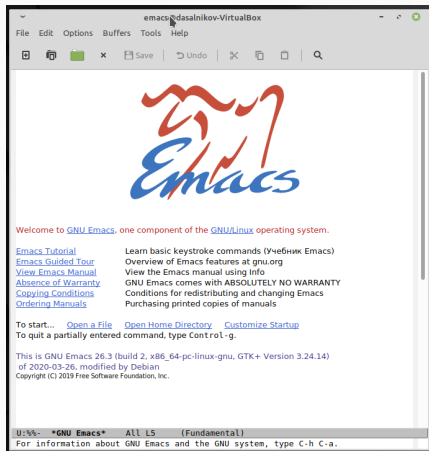 emacs@dasalnikov-VirtualBox
File Edit Options Buffers Tools Help
Save Undo
Emacs
Welcome to GNU Emacs, one component of the GNU/Linux operating system.
Emacs Tutorial Learn basic keystroke commands (Учебник Emacs)
Emacs Guided Tour Overview of Emacs features at gnu.org
View Emacs Manual View the Emacs manual using Info
Absence of Warranty GNU Emacs comes with ABSOLUTELY NO WARRANTY
Copying Conditions Conditions for redistributing and changing Emacs
Ordering Manuals Purchasing printed copies of manuals
To start... Open a File Open Home Directory Customize Startup
To quit a partially entered command, type Control-g.
This is GNU Emacs 26.3 (build 2, x86_64-pc-linux-gnu, GTK+ Version 3.24.14)
of 2020-03-26, modified by Debian
Copyright (C) 2019 Free Software Foundation, Inc.
U:%%- *GNU Emacs* All L5 (Fundamental)
For information about GNU Emacs and the GNU system, type C-h C-a.